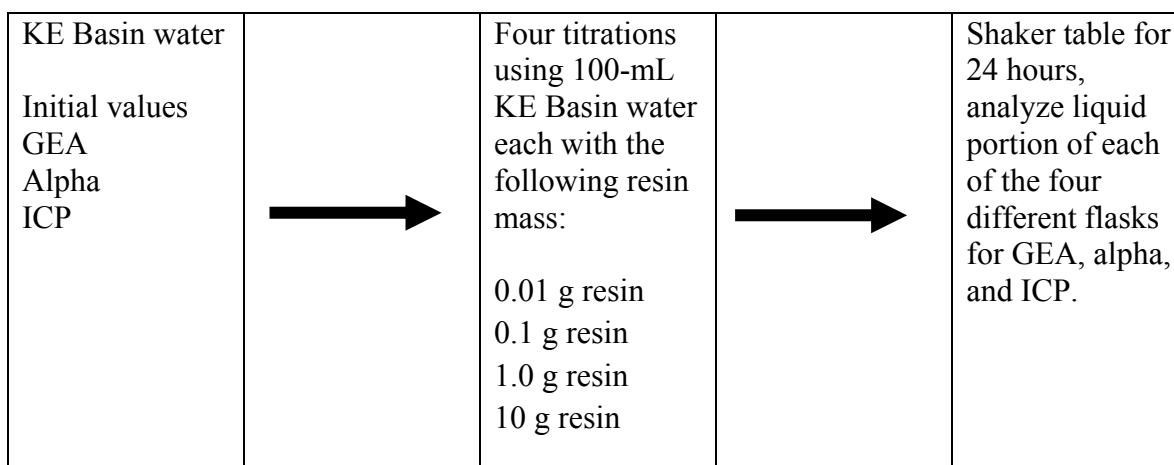 KE Basin water
Initial values
GEA
Alpha
ICP
Four titrations
using 100-mL
KE Basin water
each with the
following resin
mass:
0.01 g resin
0.1 g resin
1.0 g resin
10 g resin
Shaker table for
24 hours,
analyze liquid
portion of each
of the four
different flasks
for GEA, alpha,
and ICP.